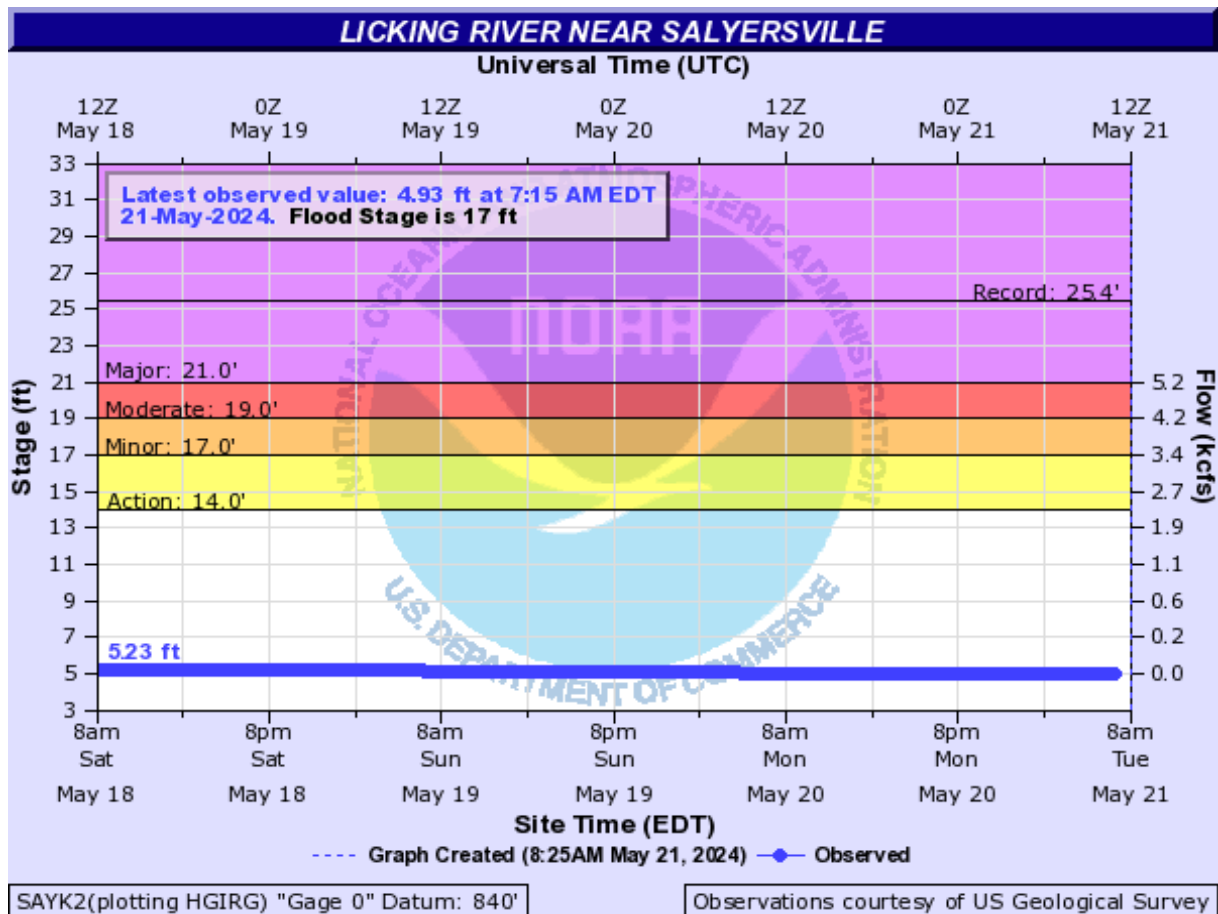 LICKING RIVER NEAR SALYERSVILLE
Universal Time (UTC)
12Z 0Z 12Z 0Z 12Z 0Z 12Z
May 18 May 19 May 19 May 20 May 20 May 21 May 21
33
31
29
27
25
23
21
19
17
15
13
11
9
7
5
3
Stage (ft)
Latest observed value: 4.93 ft at 7:15 AM EDT
21-May-2024. Flood Stage is 17 ft
Record: 25.4'
Major: 21.0'
Moderate: 19.0'
Minor: 17.0'
Action: 14.0'
5.23 ft
NATIONAL OCEANIC AND ATMOSPHERIC ADMINISTRATION
NOAA
U.S. DEPARTMENT OF COMMERCE
5.2
4.2
3.4
2.7
1.9
1.1
0.6
0.2
0.0
Flow (kcfs)
8am 8pm 8am 8pm 8am 8pm 8am
Sat Sat Sun Sun Mon Mon Tue
May 18 May 18 May 19 May 19 May 20 May 20 May 21
Site Time (EDT)
Graph Created (8:25AM May 21, 2024) Observed
SAYK2(plotting HGIRG) "Gage 0" Datum: 840'
Observations courtesy of US Geological Survey